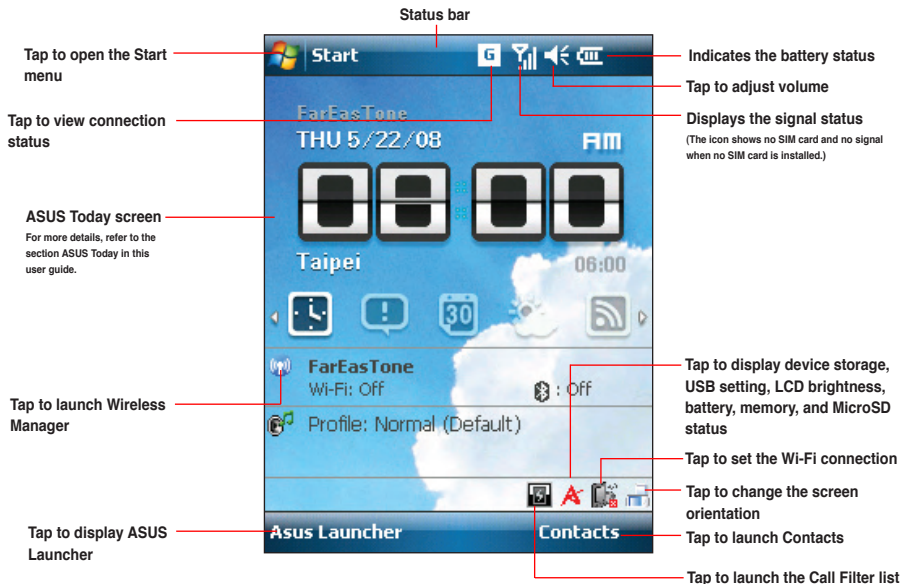 Status bar
Tap to open the Start
menu
Tap to view connection
status
ASUS Today screen
For more details, refer to the
section ASUS Today in this
user guide.
Tap to launch Wireless
Manager
Tap to display ASUS
Launcher
Start
G
FarEasTone
THU 5/22/08
AM
08:00
Taipei
06:00
30
FarEasTone
Wi-Fi: Off
: Off
Profile: Normal (Default)
Asus Launcher
Contacts
Indicates the battery status
Tap to adjust volume
Displays the signal status
(The icon shows no SIM card and no signal
when no SIM card is installed.)
Tap to display device storage,
USB setting, LCD brightness,
battery, memory, and MicroSD
status
Tap to set the Wi-Fi connection
Tap to change the screen
orientation
Tap to launch Contacts
Tap to launch the Call Filter list